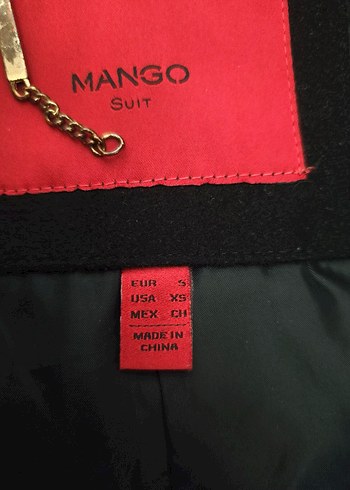 MANGO
SUIT
EUR S
USA XS
MEX CH
MADE IN
CHINA